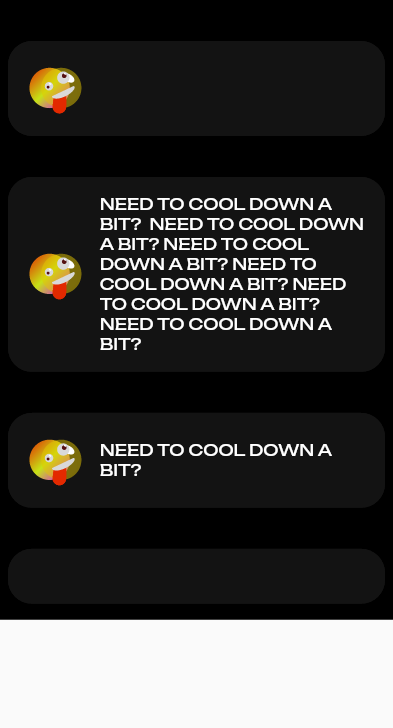 NEED TO COOL DOWN A
BIT?  NEED TO COOL DOWN
A BIT? NEED TO COOL
DOWN A BIT? NEED TO
COOL DOWN A BIT? NEED
TO COOL DOWN A BIT?
NEED TO COOL DOWN A
BIT?
NEED TO COOL DOWN A
BIT?